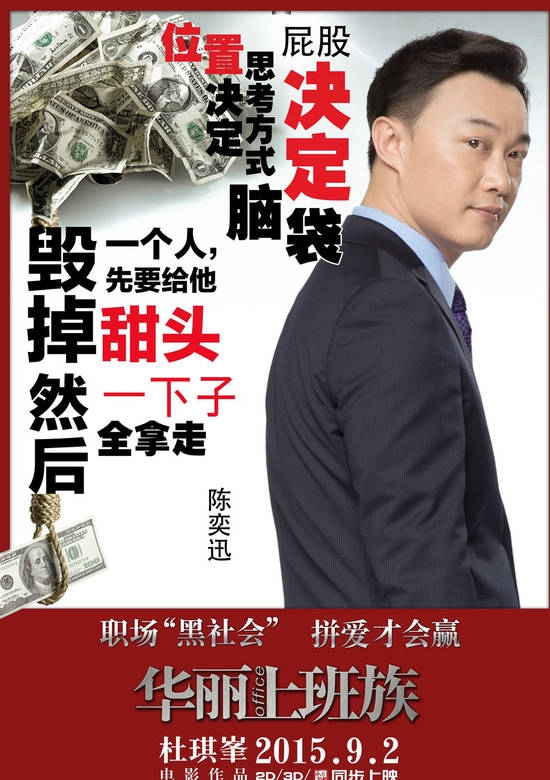 屁股
决定
脑袋
位置
决定
思考方式
毁掉
一个人，
先要给他
甜头
然后
一下子
全拿走
陈奕迅
职场“黑社会” 拼爱才会赢
华丽上班族
office
杜琪峯 2015.9.2
电影作品 2D/3D/ 同步上映